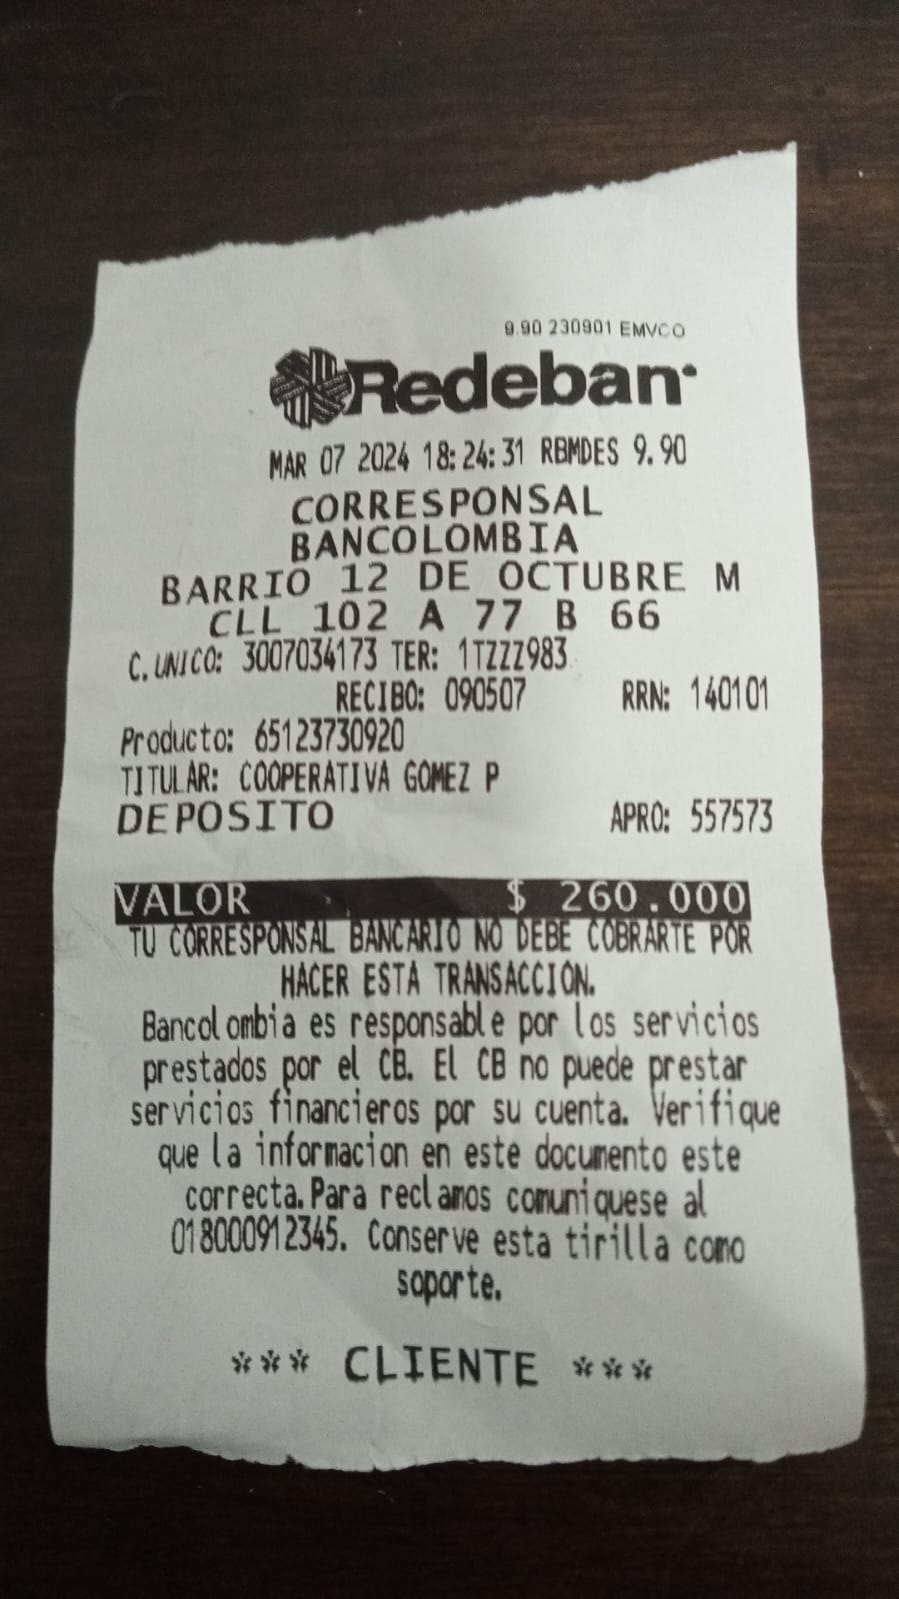 9.90 230901 EMVCO
Redeban
MAR 07 2024 18:24:31 RBMDES 9.90
CORRESPONSAL
BANCOLOMBIA
BARRIO 12 DE OCTUBRE M
CLL 102 A 77 B 66
C. UNICO: 3007034173 TER: 1TZZZ983
RECIBO: 090507 RRN: 140101
Producto: 65123730920
TITULAR: COOPERATIVA GOMEZ P
DEPOSITO APRO: 557573
VALOR $ 260.000
TU CORRESPONSAL BANCARIO NO DEBE COBRARTE POR
HACER ESTA TRANSACCION.
Bancolombia es responsable por los servicios
prestados por el CB. El CB no puede prestar
servicios financieros por su cuenta. Verifique
que la informacion en este documento este
correcta.Para reclamos comuniquese al
018000912345. Conserve esta tirilla como
soporte.
*** CLIENTE ***